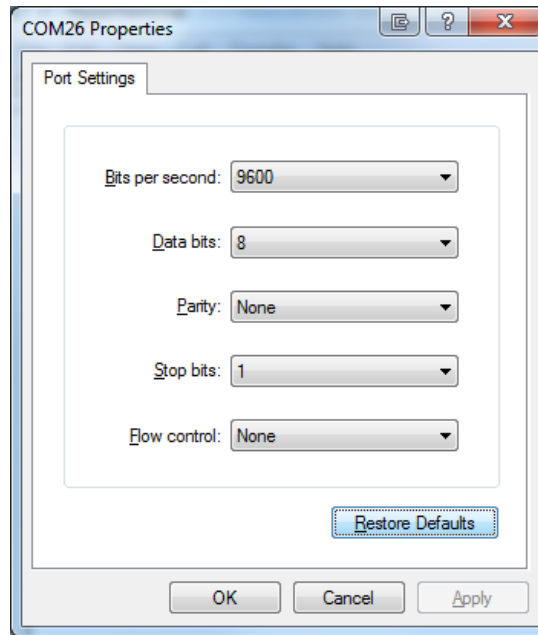 COM26 Properties
Port Settings
Bits per second: 9600
Data bits: 8
Parity: None
Stop bits: 1
Flow control: None
Restore Defaults
OK Cancel Apply